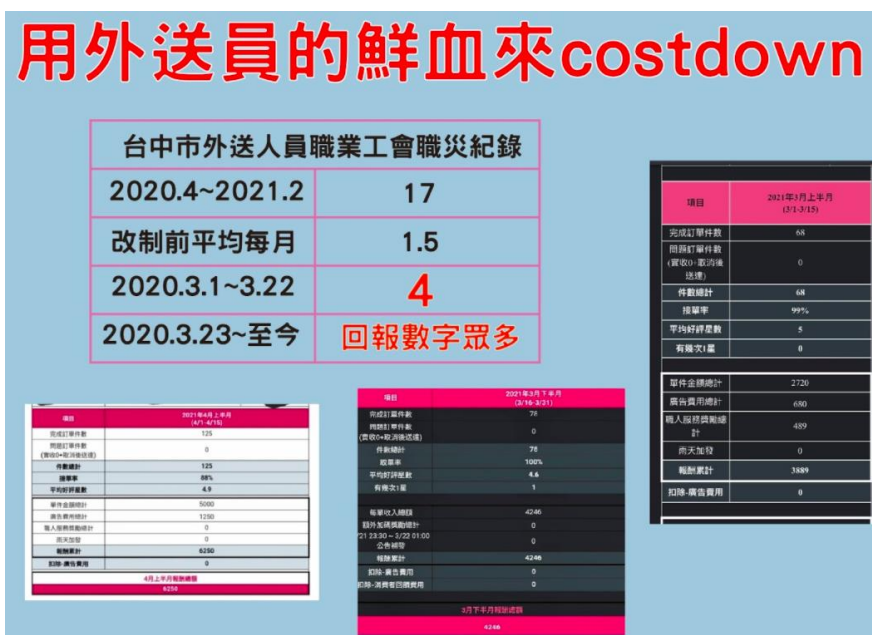 用外送員的鮮血來costdown
台中市外送人員職業工會職災紀錄
2020.4~2021.2 17
改制前平均每月 1.5
2020.3.1~3.22 4
2020.3.23~至今 回報數字眾多
項目 2021年3月上半月
(3/1-3/15)
完成訂單件數 68
問題訂單件數
(實收0+取消後
送達) 0
件數總計 68
接單率 99%
平均好評星數 5
有幾次1星 0
單件金額總計 2720
廣告費用總計 680
職人服務獎勵總
計 489
雨天加發 0
報酬累計 3889
扣除-廣告費用 0
項目 2021年4月上半月
(4/1-4/15)
完成訂單件數 125
問題訂單件數
(實收0+取消後送達) 0
件數總計 125
接單率 88%
平均好評星數 4.9
單件金額總計 5000
廣告費用總計 1250
職人服務獎勵總計 0
雨天加發 0
報酬累計 6250
扣除-廣告費用 0
4月上半月報酬總額
6250
項目 2021年3月下半月
(3/16-3/31)
完成訂單件數 78
問題訂單件數
(實收0+取消後送達) 0
件數總計 78
接單率 100%
平均好評星數 4.6
有幾次1星 1
每單收入總額 4246
額外加碼獎勵總計 0
/21 23:30 ~ 3/22 01:00
公告補發 0
報酬累計 4246
扣除-廣告費用 0
扣除-消費者回饋費用 0
3月下半月報酬總額
4246